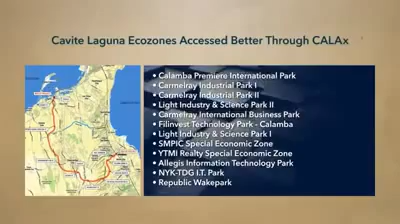 Cavite Laguna Ecozones Accessed Better Through CALAx
• Calamba Premiere International Park
• Carmelray Industrial Park I
• Carmelray Industrial Park II
• Light Industry & Science Park II
• Carmelray International Business Park
• Filinvest Technology Park - Calamba
• Light Industry & Science Park I
• SMPIC Special Economic Zone
• YTMI Realty Special Economic Zone
• Allegis Information Technology Park
• NYK-TDG I.T. Park
• Republic Wakepark